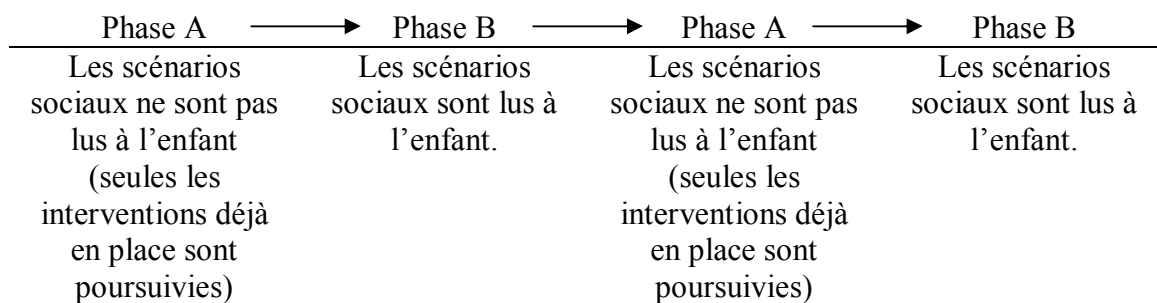 Phase A Phase B Phase A Phase B
Les scénarios Les Les scénarios Les
sociaux ne sont pas scénarios sociaux ne sont pas scénarios
lus à l’enfant sociaux sont lus à lus à l’enfant sociaux sont lus à
(seules les l’enfant. (seules les l’enfant.
interventions déjà interventions déjà
en place sont en place sont
poursuivies) poursuivies)